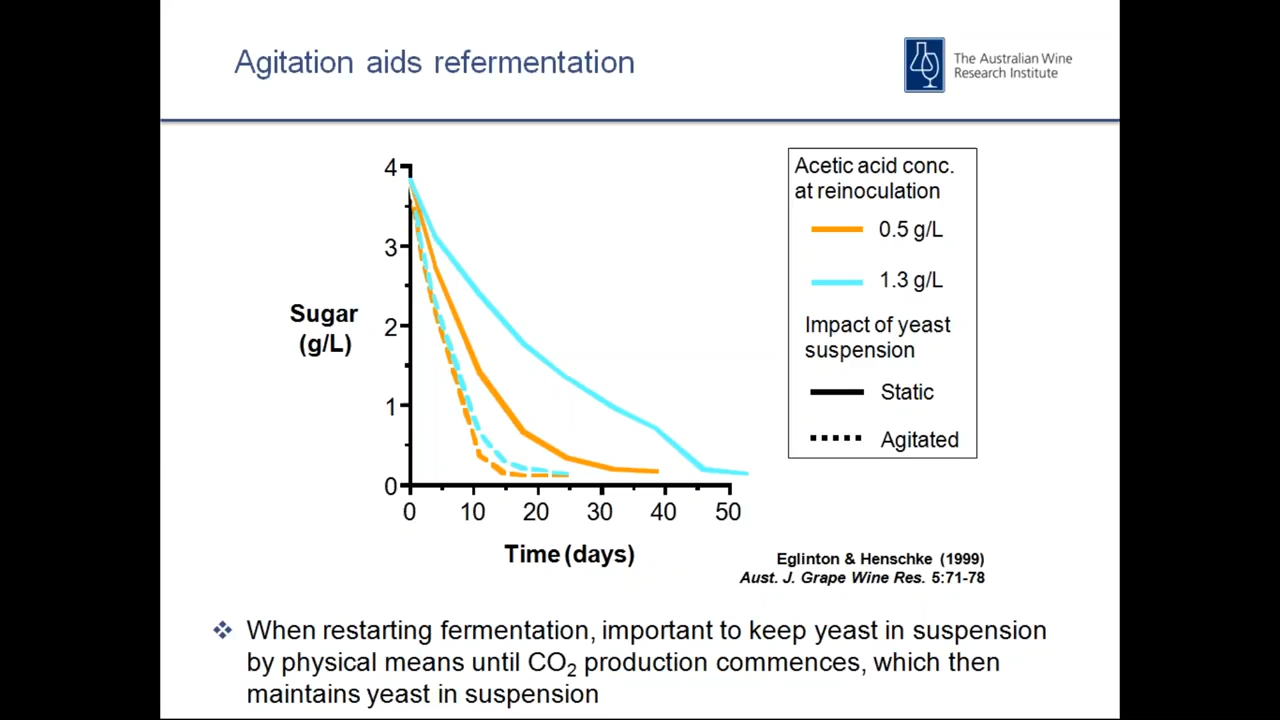 Agitation aids refermentation
The Australian Wine
Research Institute
4
3
2
1
0
Sugar
(g/L)
0 10 20 30 40 50
Time (days)
Acetic acid conc.
at reinoculation
0.5 g/L
1.3 g/L
Impact of yeast
suspension
Static
Agitated
Eglinton & Henschke (1999)
Aust. J. Grape Wine Res. 5:71-78
When restarting fermentation, important to keep yeast in suspension
by physical means until CO₂ production commences, which then
maintains yeast in suspension